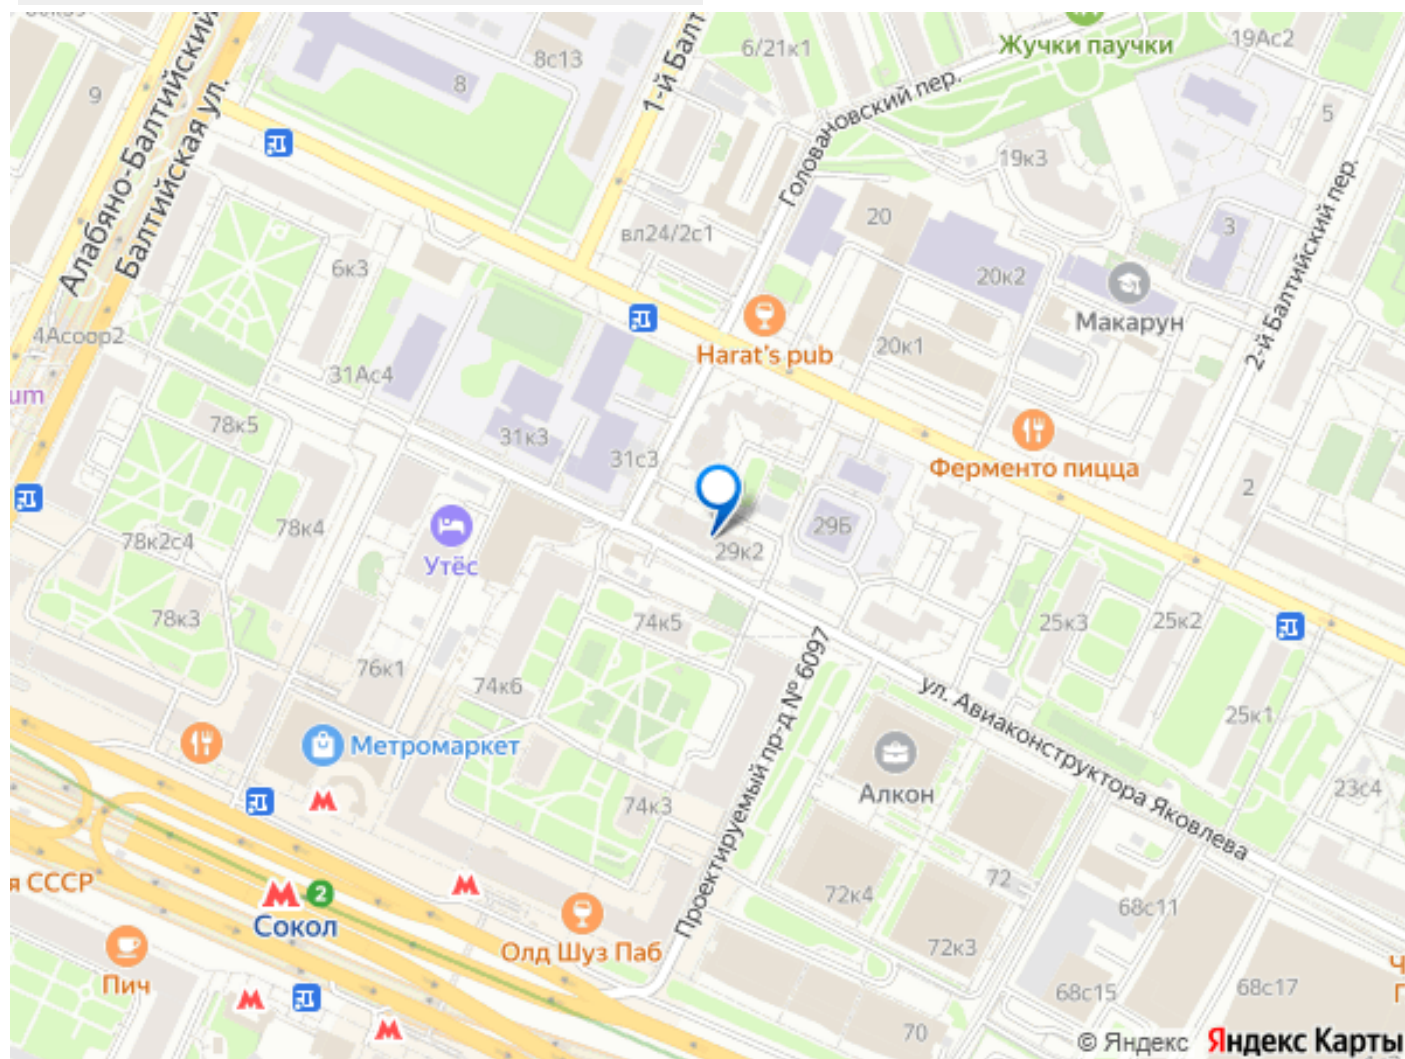 9
8с13
8
6/21к1
1-й Балт
Жучки паучки
19Ас2
Алабяно-Балтийский
Балтийская ул.
Головановский пер.
5
19к3
20
3
вл24/2с1
6к3
20к2
2-й Балтийский пер.
4Асоор2
Макарун
Harat's pub
20к1
31Ас4
um
78к5
31к3
31с3
Ферменто пицца
2
78к4
29Б
78к2с4
29к2
Утёс
78к3
74к5
25к3
25к2
76к1
74к6
Проектируемый пр-д № 6097
ул. Авиаконструктора Яковлева
25к1
Метромаркет
Алкон
74к3
23с4
я СССР
2
72
72к4
68с11
Сокол
Олд Шуз Паб
72к3
Пич
68с15
68с17
70
© Яндекс Яндекс Карты